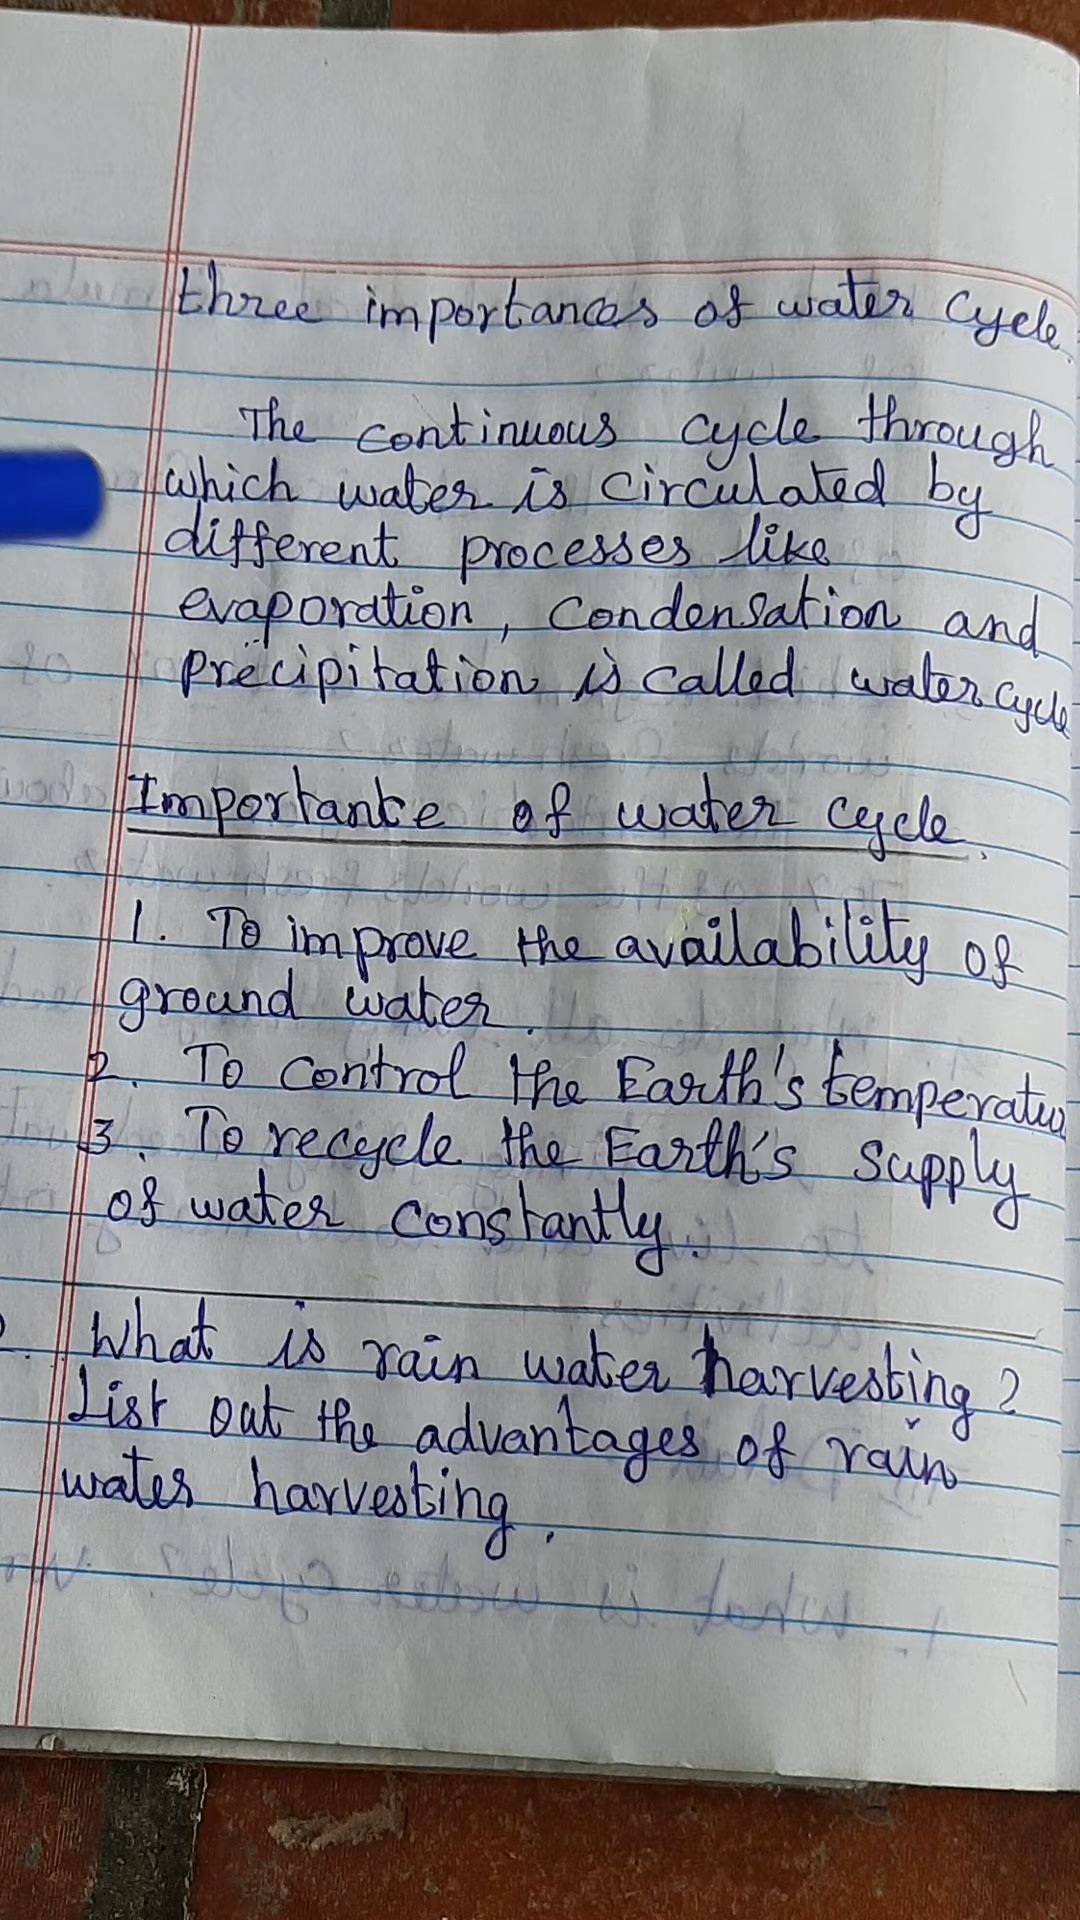 three importances of water cycle.
The continuous cycle through
which water is circulated by
different processes like
evaporation, condensation and
precipitation is called water cycle
Importance of water cycle.
1. To improve the availability of
ground water.
2. To control the Earth's temperatu
3. To recycle the Earth's supply
of water constantly.
What is rain water harvesting?
List out the advantages of rain
water harvesting.